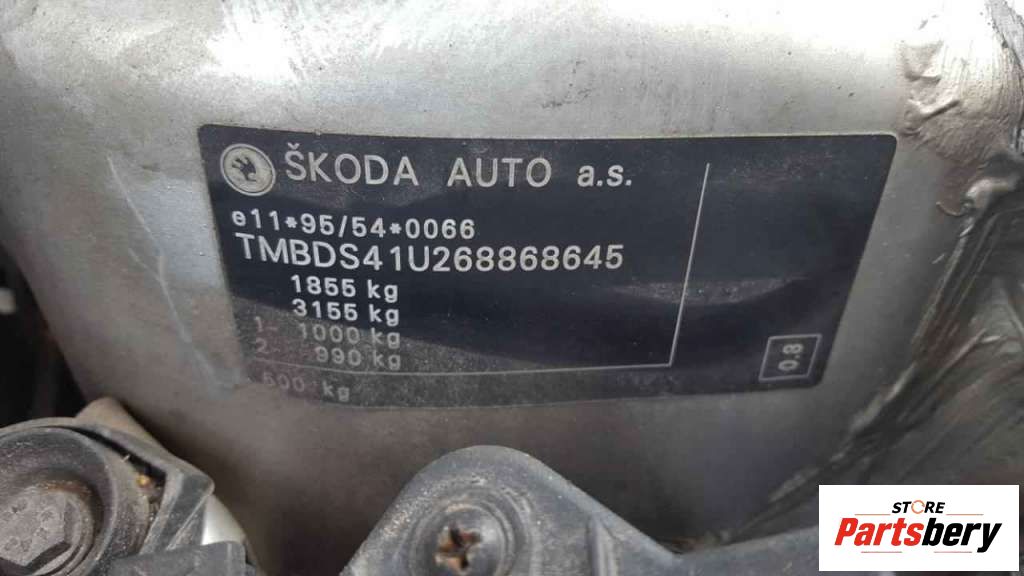 ŠKODA AUTO a.s.
e11*95/54*0066
TMBDS41U268868645
1855 kg
3155 kg
1- 1000 kg
2 990 kg
600 kg
0.8
STORE
Partsbery